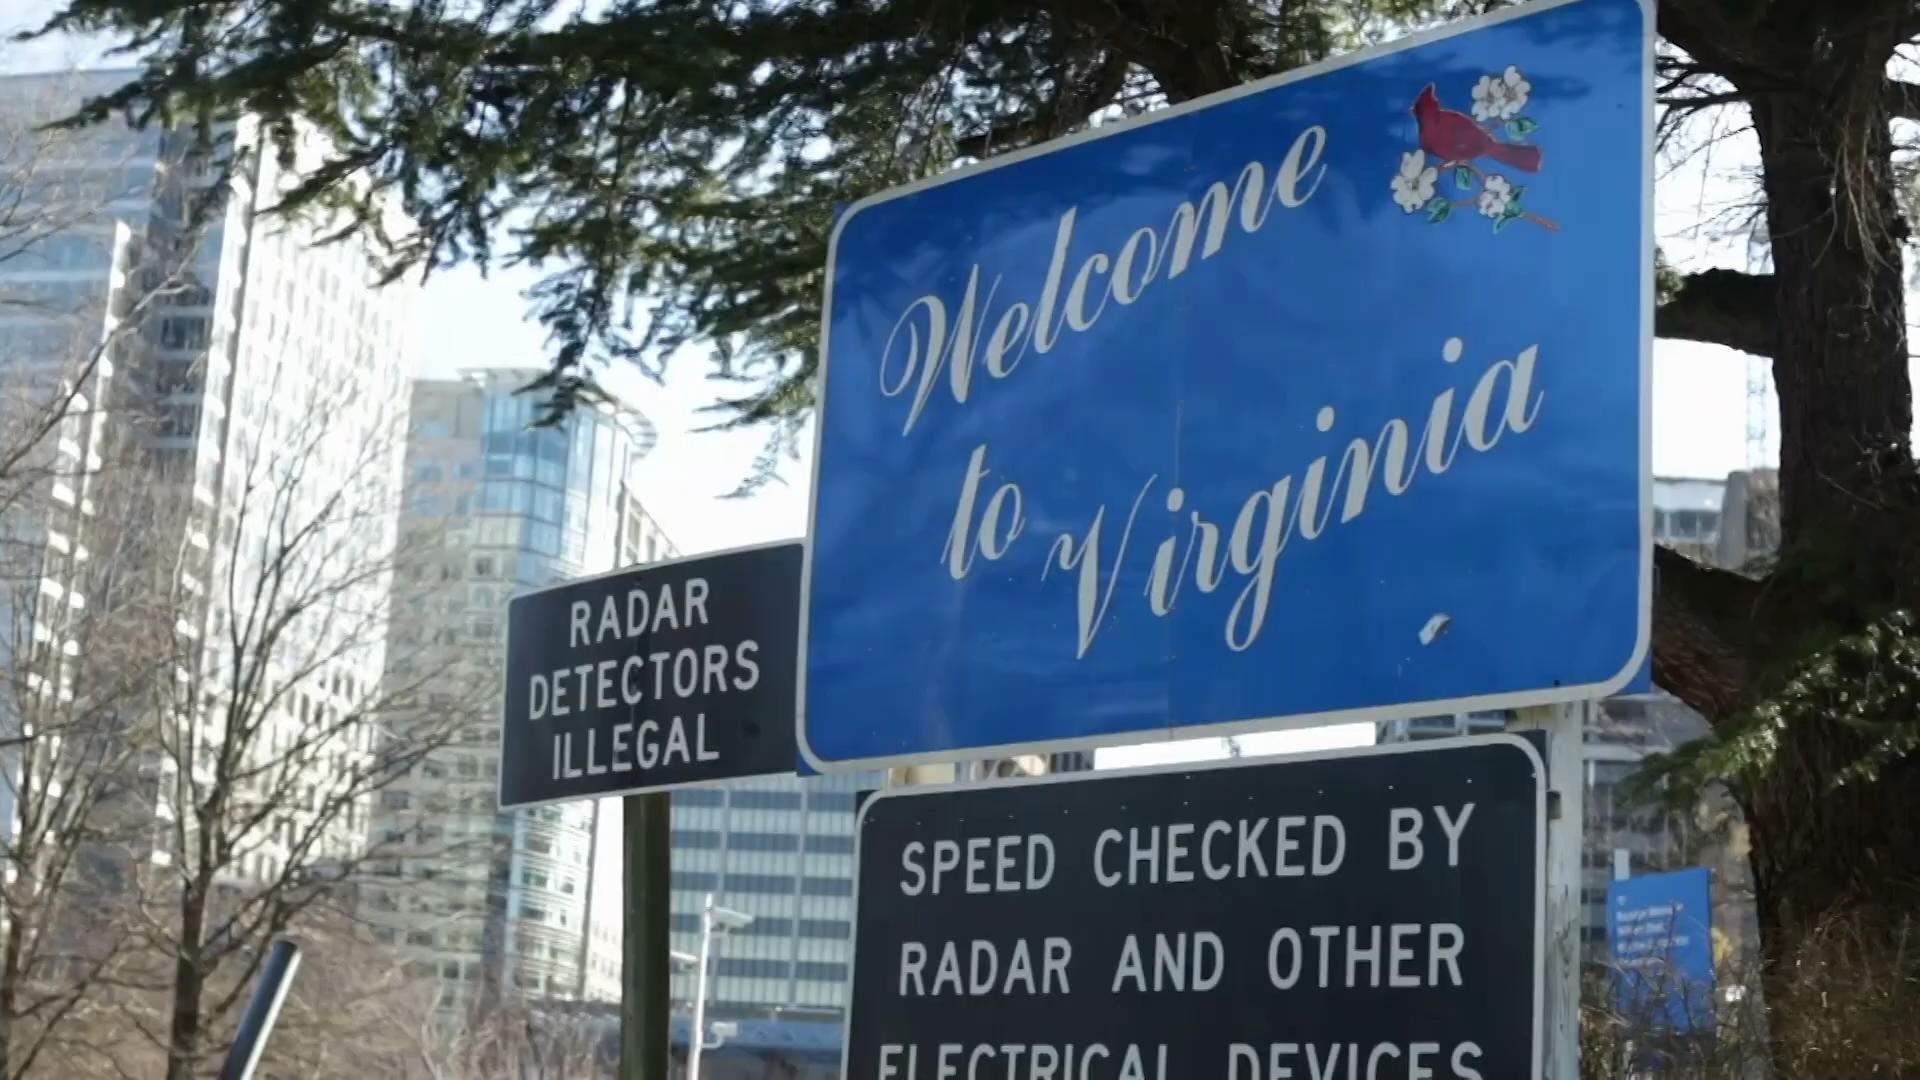 Welcome
to Virginia
RADAR
DETECTORS
ILLEGAL
SPEED CHECKED BY
RADAR AND OTHER
ELECTRICAL DEVICES